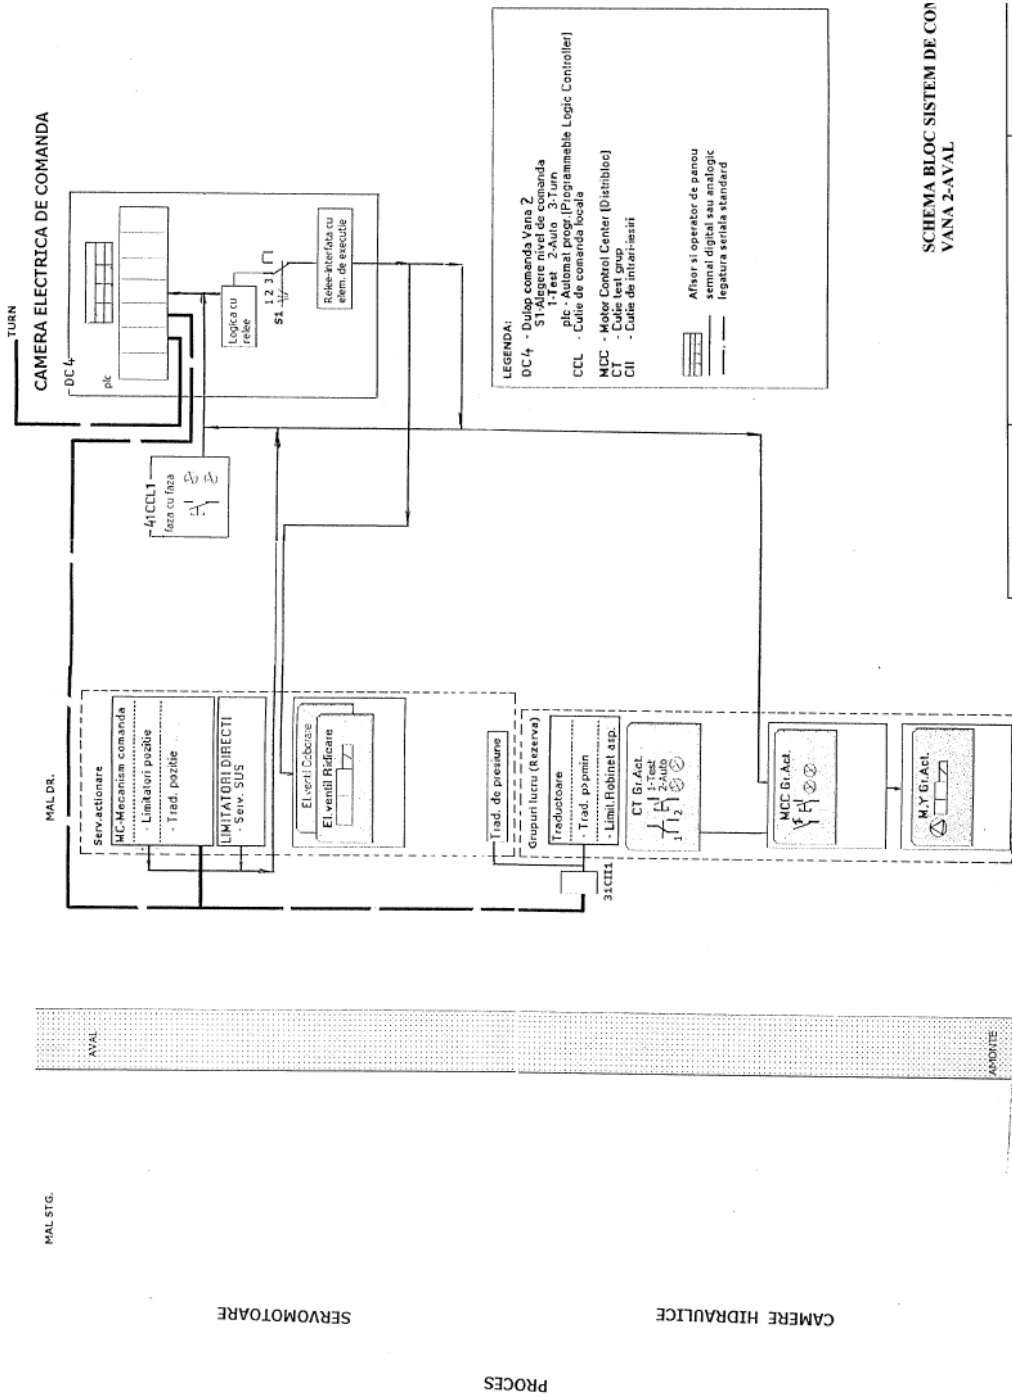 TURN
CAMERA ELECTRICA DE COMANDA
DC4
plc
Logica cu
relee
S1 1 2 3
Relee-interfata cu
elem. de executie
41CCL1
faza cu faza
MAL DR.
Serv.actionare
MC-Mecanism comanda
- Limitatori pozitie
- Trad. pozitie
LIMITATORI DIRECTI
- Serv. SUS
El.ventil Coborare
El.ventil Ridicare
Trad. de presiune
Grupuri lucru (Rezerva)
Traductoare
- Trad. p>pmin
- Limit.Robinet asp.
CT Gr.Act.
1-Test
2-Auto
1 2
MCC Gr.Act.
M,Y Gr.Act.
31CII1
LEGENDA:
DC4 - Dulap comanda Vana 2
S1-Alegere nivel de comanda
1-Test 2-Auto 3-Turn
plc - Automat progr.(Programmable Logic Controller)
CCL - Cutie de comanda locala
MCC - Motor Control Center (Distribloc)
CT - Cutie test grup
CII - Cutie de intrari-iesiri
Afisor si operator de panou
semnal digital sau analogic
legatura seriala standard
SCHEMA BLOC SISTEM DE COM
VANA 2-AVAL
AVAL
AMONTE
MAL STG.
SERVOMOTOARE
CAMERE HIDRAULICE
PROCES